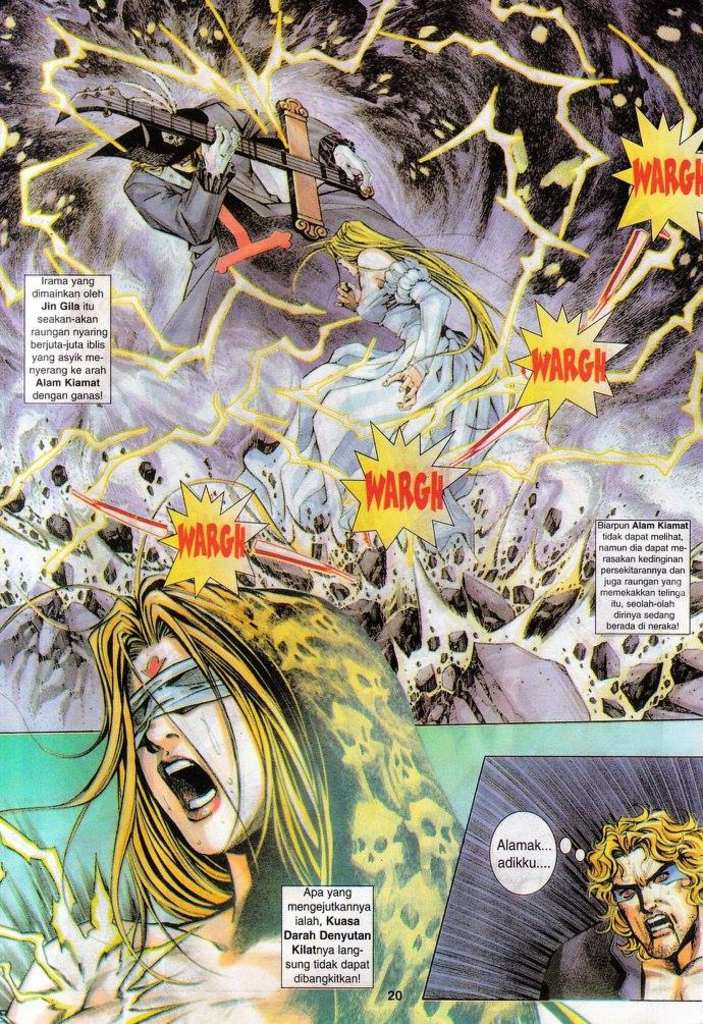 WARGH
WARGH
WARGH
WARGH
Irama yang
dimainkan oleh
Jin Gila itu
seakan-akan
raungan nyaring
berjuta-juta iblis
yang asyik me-
nyerang ke arah
Alam Kiamat
dengan ganas!
Biarpun Alam Kiamat
tidak dapat melihat,
namun dia dapat me-
rasakan kedinginan
persekitarannya dan
juga raungan yang
memekakkan telinga
itu, seolah-olah
dirinya sedang
berada di neraka!
Alamak...
adikku....
Apa yang
mengejutkannya
ialah, Kuasa
Darah Denyutan
Kilatnya lang-
sung tidak dapat
dibangkitkan!
20